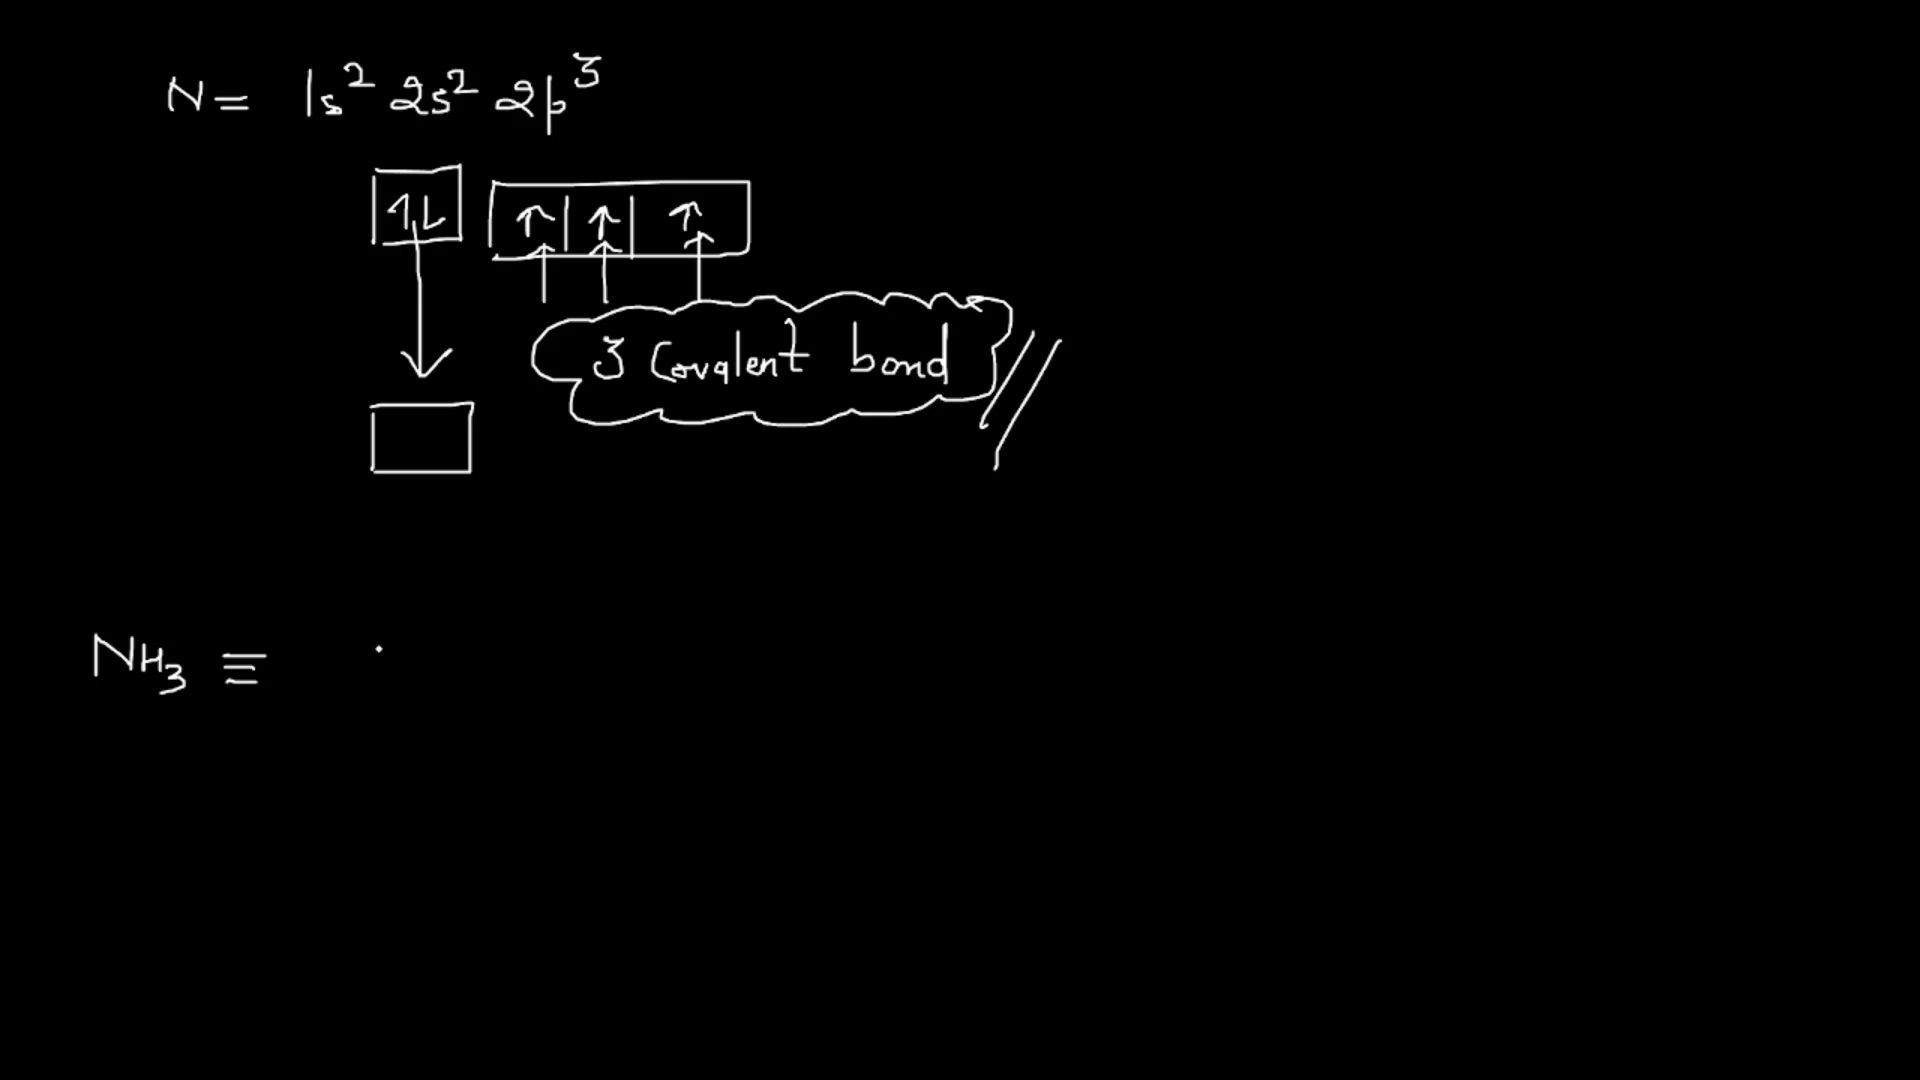 N = 1s² 2s² 2p³
↿⇂ ↑ ↑ ↑
3 Covalent bond
NH₃ ≡